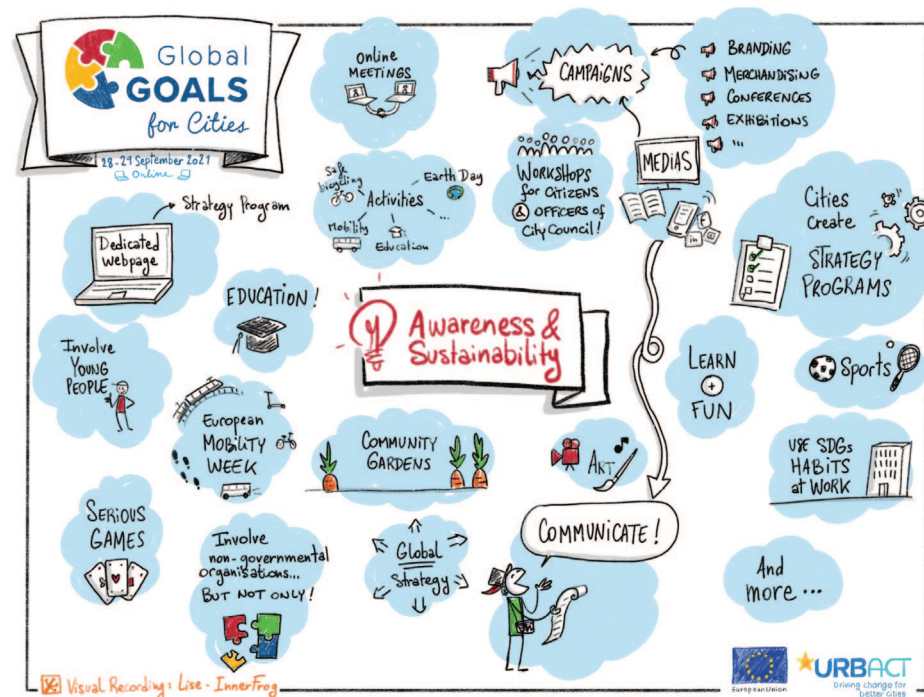 Global
GOALS
for Cities
28-29 September 2021
Online
Online
MEETINGS
CAMPAIGNS
BRANDING
MERCHANDISING
CONFERENCES
EXHIBITIONS
...
MEDIAS
f
in
Safe
bicycling
Earth Day
Activities
...
Mobility
Education
WORKSHOPS
for CITIZENS
& OFFICERS of
City COUNCIL!
Cities
Create
STRATEGY
PROGRAMS
Strategy Program
Dedicated
webpage
EDUCATION!
Awareness &
Sustainability
Involve
YOUNG
PEOPLE
European
MOBILITY
WEEK
COMMUNITY
GARDENS
ART
LEARN
+
FUN
Sports
USE SDGs
HABITS
at WORK
SERIOUS
GAMES
Involve
non-governmental
organisations...
BUT NOT ONLY!
Global
Strategy
COMMUNICATE!
And
more...
Visual Recording: Lise - InnerFrog
European Union
URBACT
Driving change for
better cities